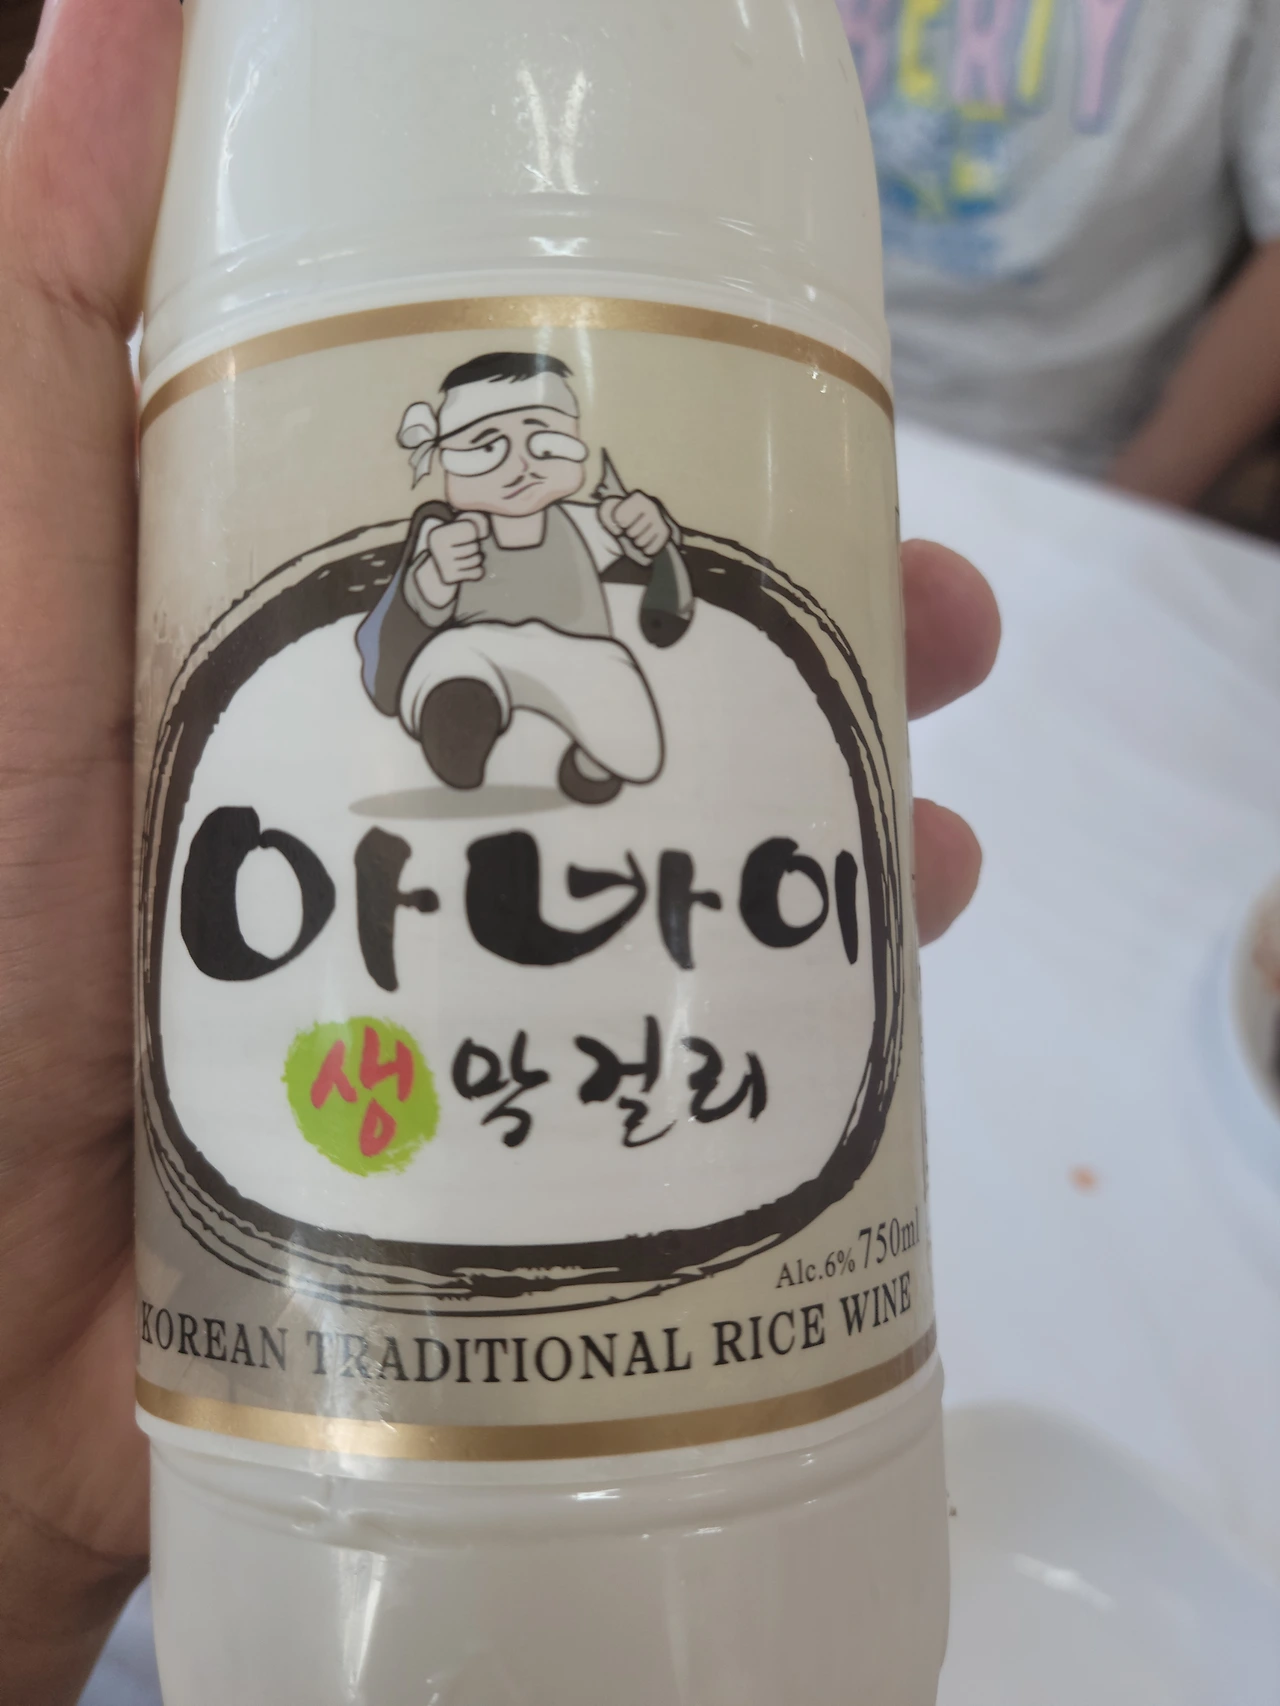 아바이
생막걸리
Alc.6% 750ml
KOREAN TRADITIONAL RICE WINE